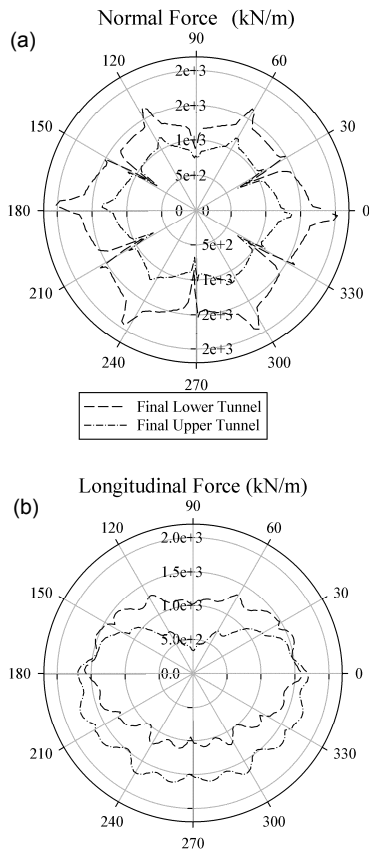 Normal Force (kN/m)
(a)
90
120
60
2e+3
2e+3
150
30
1e+3
5e+2
180
0
0
0
5e+2
1e+3
210
330
2e+3
2e+3
240
300
270
Final Lower Tunnel
Final Upper Tunnel
Longitudinal Force (kN/m)
(b)
90
120
60
2.0e+3
1.5e+3
150
30
1.0e+3
5.0e+2
180
0.0
0
210
330
240
300
270